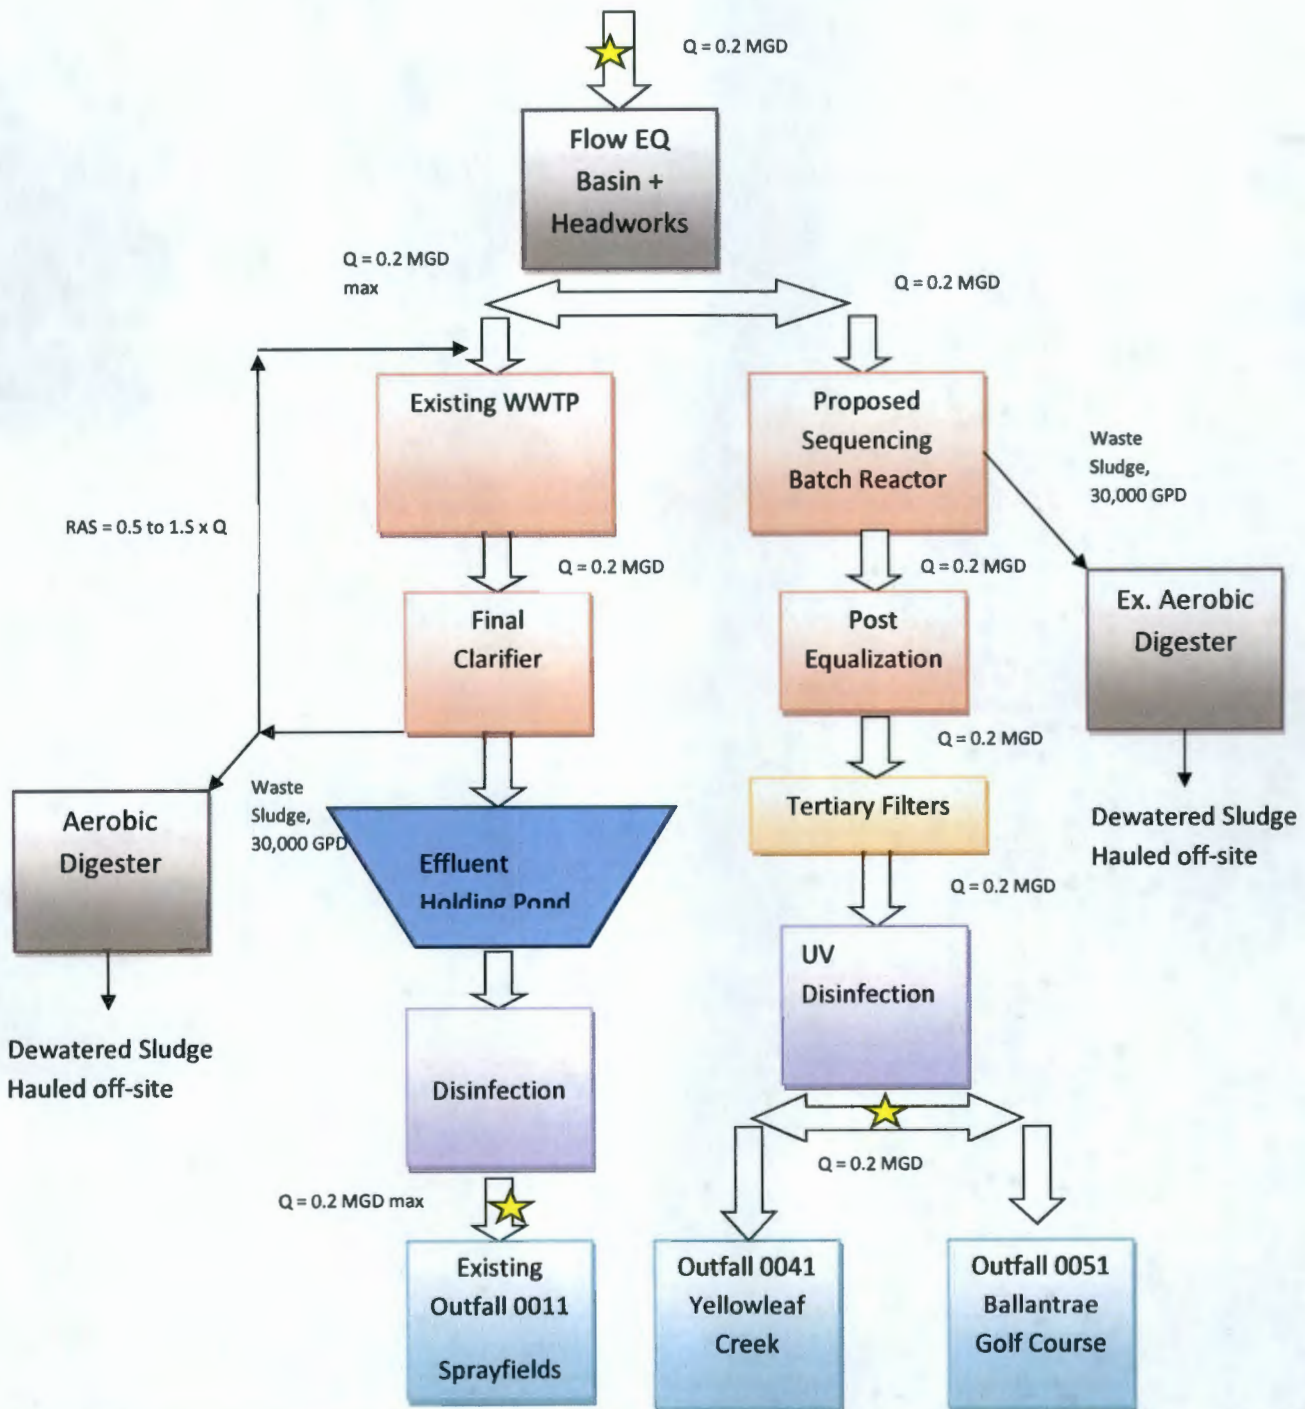 Q = 0.2 MGD
Flow EQ
Basin +
Headworks
Q = 0.2 MGD
max
Q = 0.2 MGD
Existing WWTP
Proposed
Sequencing
Batch Reactor
Waste
Sludge,
30,000 GPD
RAS = 0.5 to 1.5 x Q
Q = 0.2 MGD
Q = 0.2 MGD
Final
Clarifier
Post
Equalization
Ex. Aerobic
Digester
Q = 0.2 MGD
Waste
Sludge,
30,000 GPD
Aerobic
Digester
Tertiary Filters
Dewatered Sludge
Hauled off-site
Effluent
Holding Pond
Q = 0.2 MGD
UV
Disinfection
Dewatered Sludge
Hauled off-site
Disinfection
Q = 0.2 MGD
Q = 0.2 MGD max
Existing
Outfall 0011
Sprayfields
Outfall 0041
Yellowleaf
Creek
Outfall 0051
Ballantrae
Golf Course